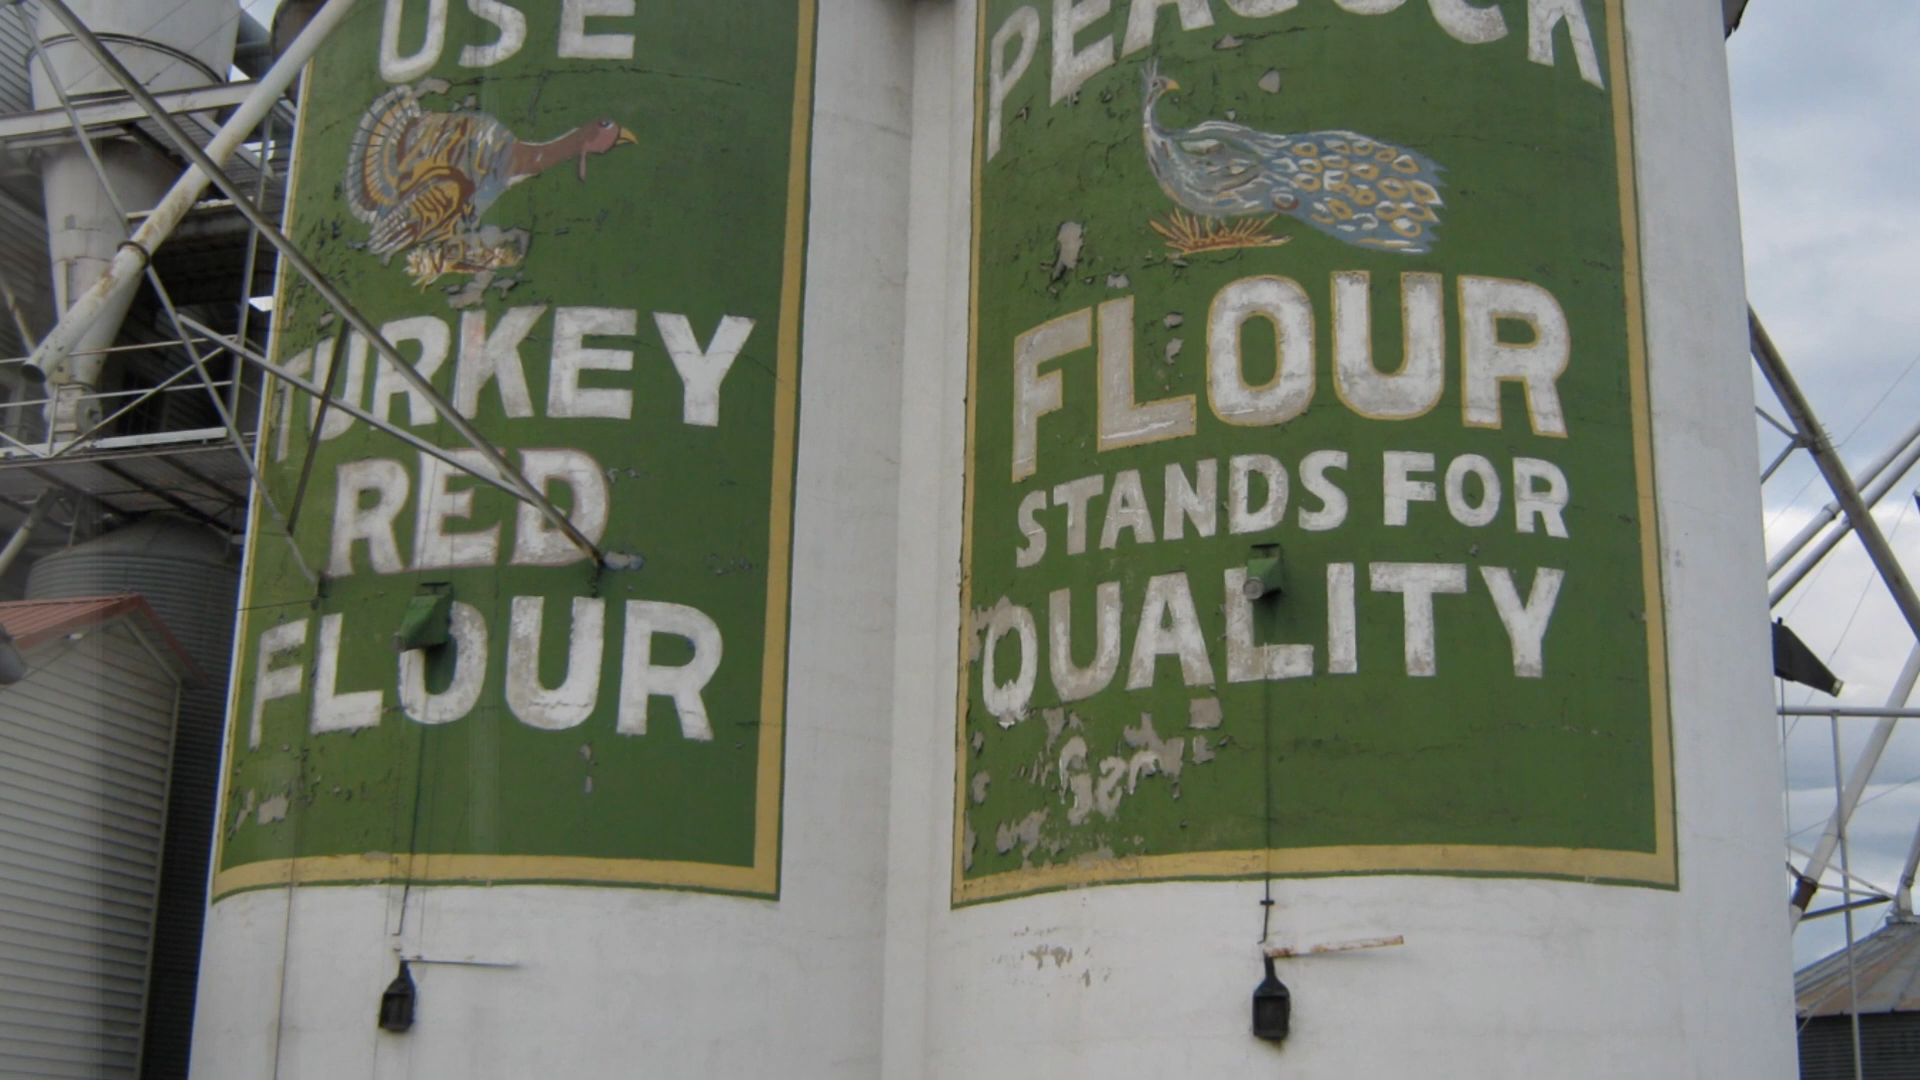 USE
TURKEY
RED
FLOUR
PEACOCK
FLOUR
STANDS FOR
QUALITY